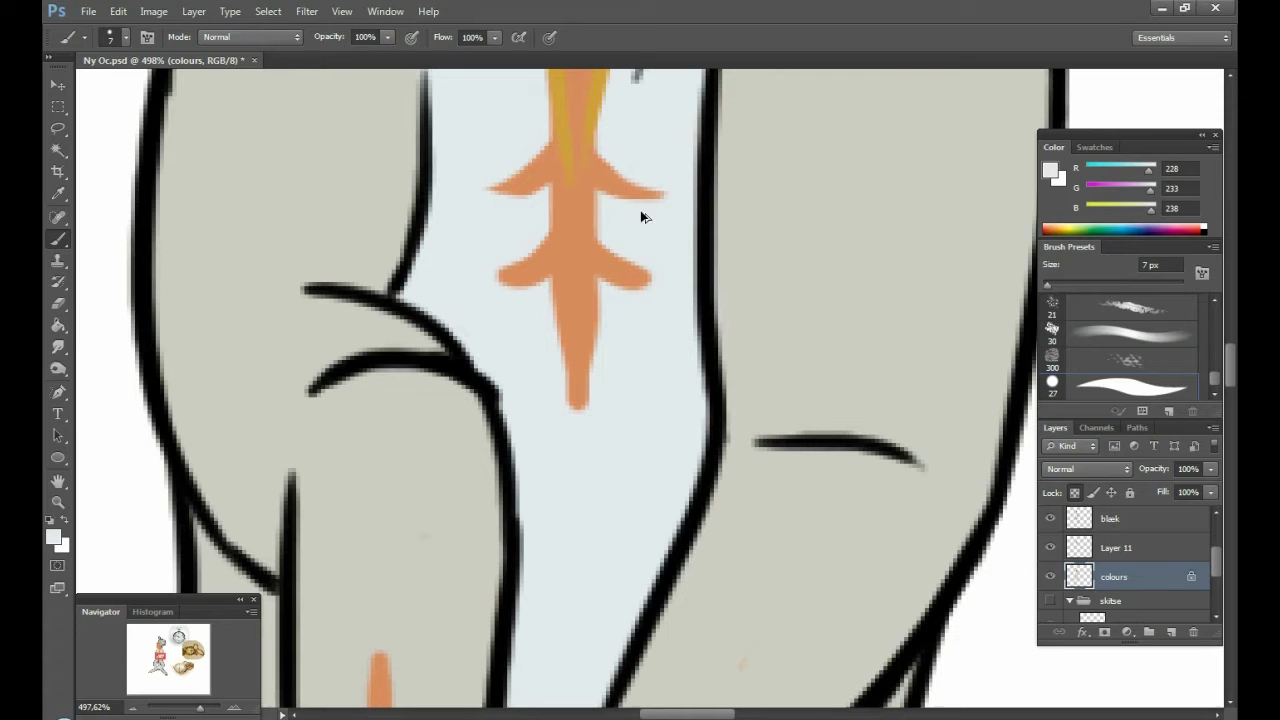 Ps File Edit Image Layer Type Select Filter View Window Help
7 Mode: Normal Opacity: 100% Flow: 100% Essentials
Ny Oc.psd @ 498% (colours, RGB/8) * ×
Color Swatches
R 228
G 233
B 238
Brush Presets
Size: 7 px
21
30
300
27
Layers Channels Paths
Kind
Normal Opacity: 100%
Lock: Fill: 100%
blæk
Layer 11
colours
skitse
Navigator Histogram
497,62%